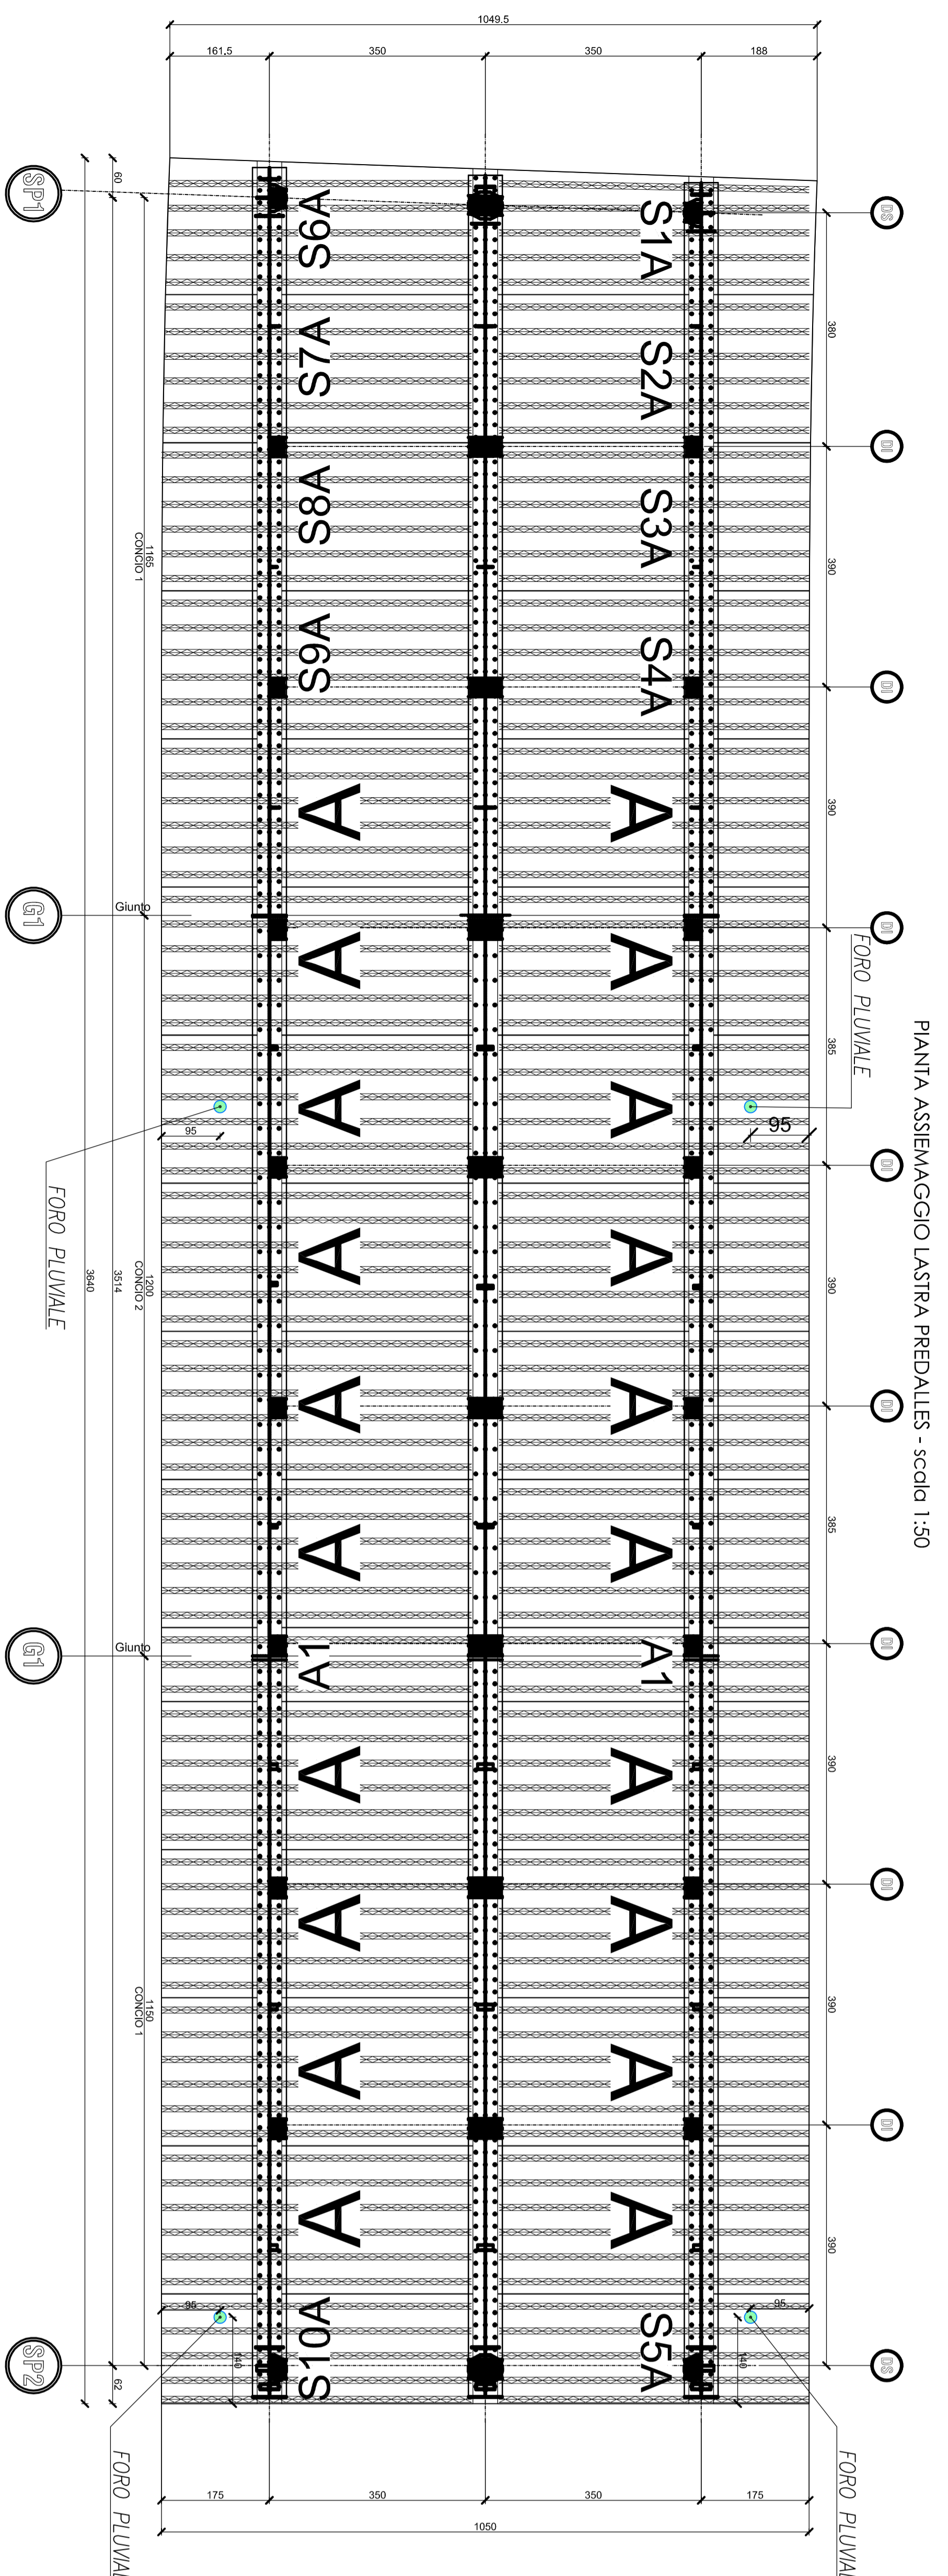 PIANTA ASSIEMAGGIO LASTRA PREDALLES - scala 1:50
DS DI DI DI DI DI DI DI DI DS
FORO PLUVIALE
FORO PLUVIAL
380 390 390 385 390 385 390 390 390
95
95
140
188
350
350
161.5
1049.5
175
350
350
175
1050
S1A S2A S3A S4A A A A A A A A1 A A A A S5A
S6A S7A S8A S9A A A A A A A A1 A A A A S10A
95
95
140
Giunto
Giunto
1165
CONCIO 1
1200
CONCIO 2
1150
CONCIO 1
60
3514
62
3640
FORO PLUVIALE
FORO PLUVIAL
SP1 G1 G1 SP2